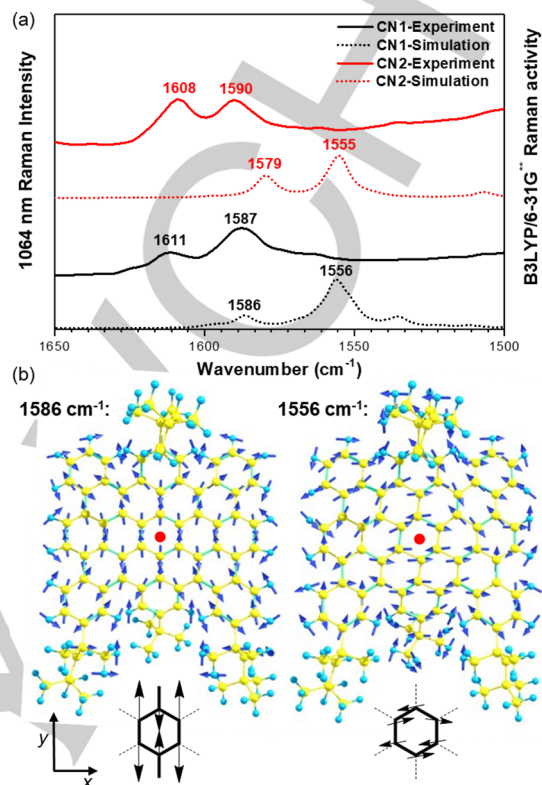 (a)
CN1-Experiment
CN1-Simulation
CN2-Experiment
CN2-Simulation
1608
1590
1579
1555
1611
1587
1586
1556
1064 nm Raman Intensity
B3LYP/6-31G** Raman activity
1650
1600
1550
1500
Wavenumber (cm-1)
(b)
1586 cm-1:
1556 cm-1:
y
x